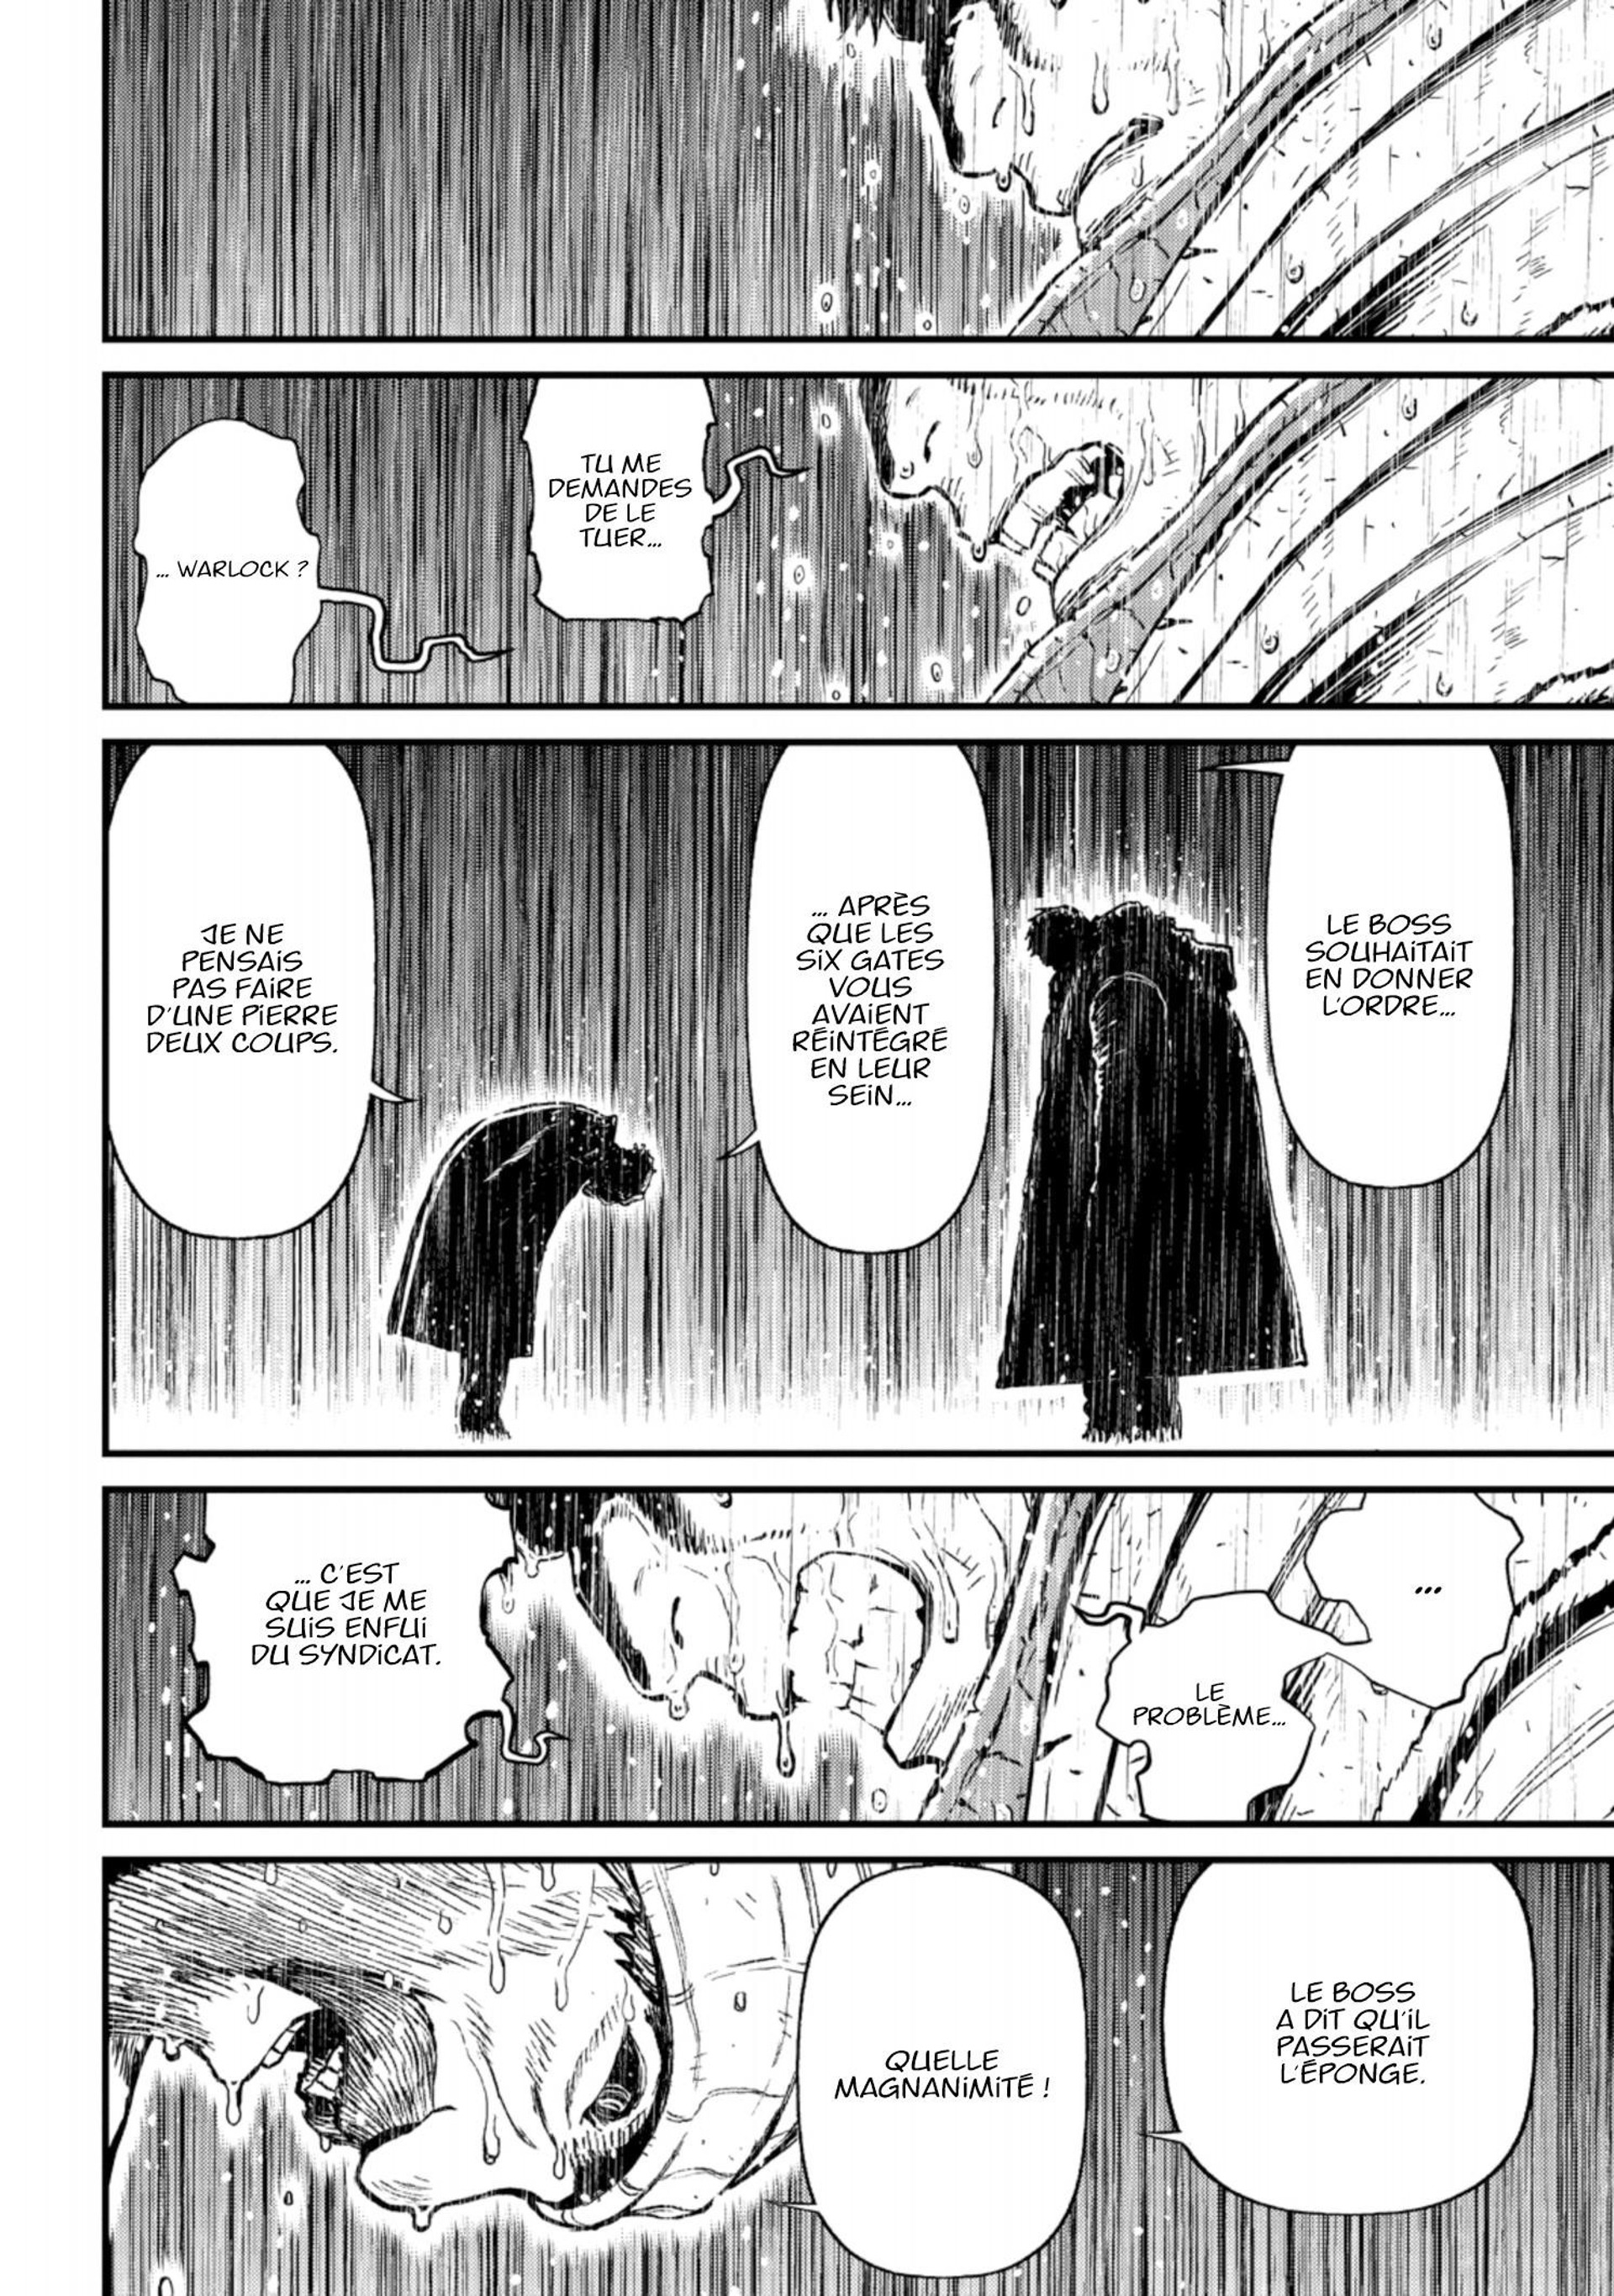 TU ME
DEMANDES
DE LE
TUER...
... WARLOCK ?
LE BOSS
SOUHAITAIT
EN DONNER
L'ORDRE...
... APRÈS
QUE LES
SIX GATES
VOUS
AVAIENT
RÉINTÉGRÉ
EN LEUR
SEIN...
JE NE
PENSAIS
PAS FAIRE
D'UNE PIERRE
DEUX COUPS.
...
LE
PROBLÈME...
... C'EST
QUE JE ME
SUIS ENFUI
DU SYNDICAT.
LE BOSS
A DIT QU'IL
PASSERAIT
L'ÉPONGE.
QUELLE
MAGNANIMITÉ !